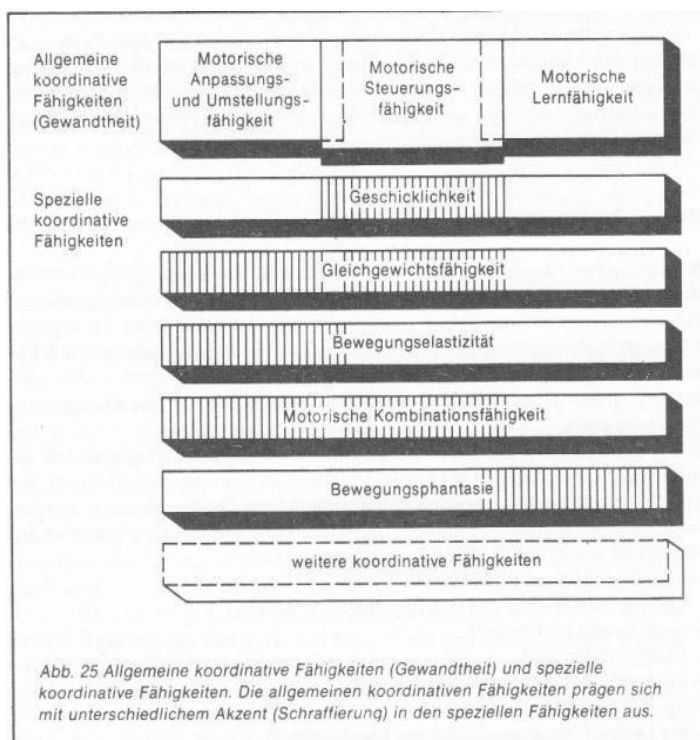 Allgemeine
koordinative
Fähigkeiten
(Gewandtheit)
Motorische
Anpassungs-
und Umstellungs-
fähigkeit
Motorische
Steuerungs-
fähigkeit
Motorische
Lernfähigkeit
Spezielle
koordinative
Fähigkeiten
Geschicklichkeit
Gleichgewichtsfähigkeit
Bewegungselastizität
Motorische Kombinationsfähigkeit
Bewegungsphantasie
weitere koordinative Fähigkeiten
Abb. 25 Allgemeine koordinative Fähigkeiten (Gewandtheit) und spezielle
koordinative Fähigkeiten. Die allgemeinen koordinativen Fähigkeiten prägen sich
mit unterschiedlichem Akzent (Schraffierung) in den speziellen Fähigkeiten aus.